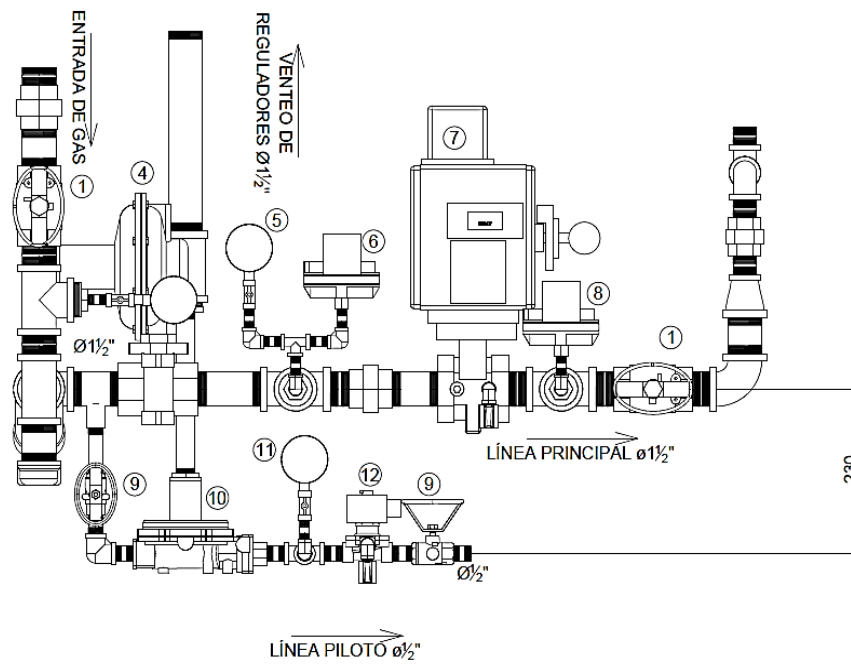 ENTRADA DE GAS
VENTEO DE
REGULADORES Ø1½"
1
4
5
6
7
8
Ø1½"
1
LÍNEA PRINCIPAL ø1½"
230
9
10
11
12
9
Ø½"
LÍNEA PILOTO ø½"